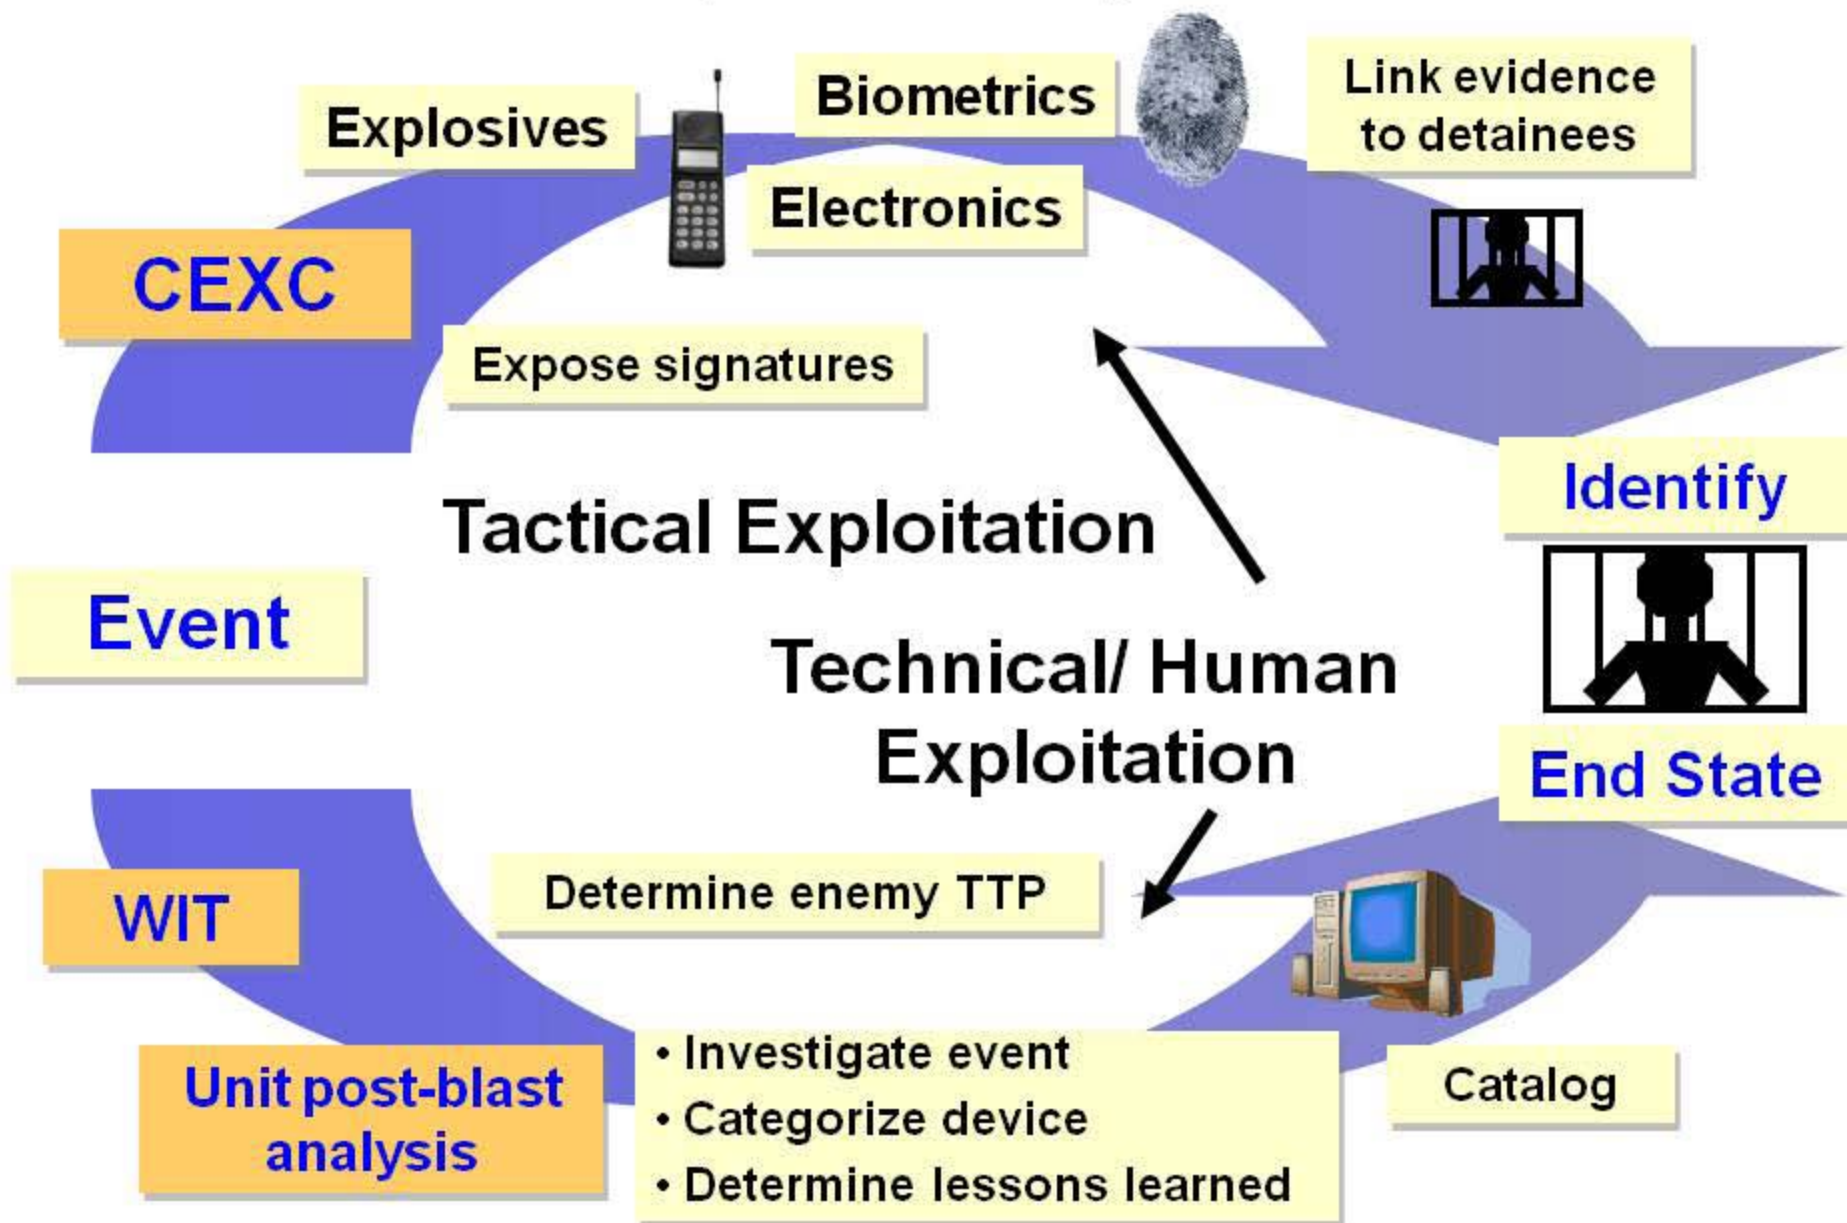 Explosives
Biometrics
Electronics
Link evidence
to detainees
CEXC
Expose signatures
Tactical Exploitation
Identify
Event
Technical/ Human
Exploitation
End State
Determine enemy TTP
WIT
Unit post-blast
analysis
• Investigate event
• Categorize device
• Determine lessons learned
Catalog